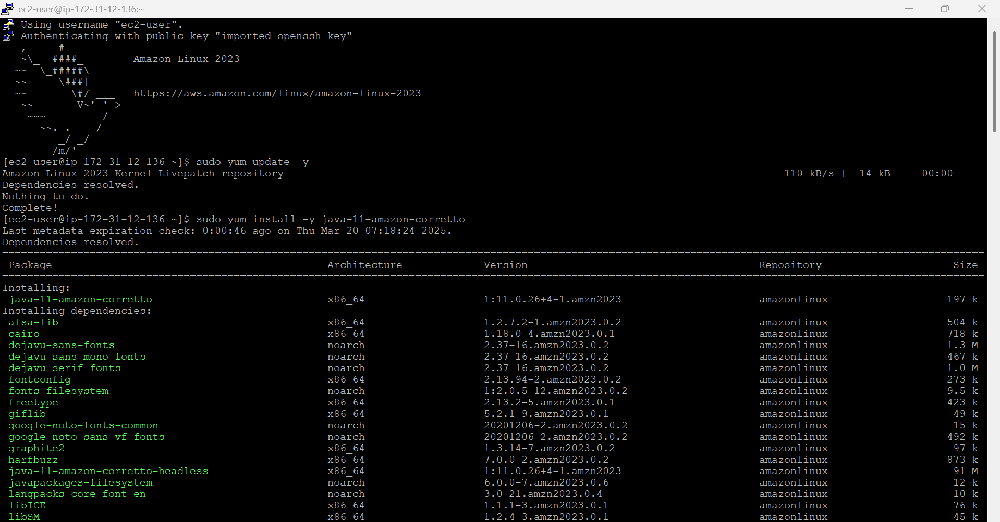 ec2-user@ip-172-31-12-136:~
Using username "ec2-user".
Authenticating with public key "imported-openssh-key"
   ,     #_
   ~\_  ####_        Amazon Linux 2023
  ~~  \_#####\
  ~~     \###|
  ~~       \#/ ___   https://aws.amazon.com/linux/amazon-linux-2023
   ~~       V~' '->
    ~~~         /
      ~~._.   _/
         _/ _/
       _/m/'
[ec2-user@ip-172-31-12-136 ~]$ sudo yum update -y
Amazon Linux 2023 Kernel Livepatch repository 110 kB/s | 14 kB 00:00
Dependencies resolved.
Nothing to do.
Complete!
[ec2-user@ip-172-31-12-136 ~]$ sudo yum install -y java-11-amazon-corretto
Last metadata expiration check: 0:00:46 ago on Thu Mar 20 07:18:24 2025.
Dependencies resolved.
Package Architecture Version Repository Size
Installing:
java-11-amazon-corretto x86_64 1:11.0.26+4-1.amzn2023 amazonlinux 197 k
Installing dependencies:
alsa-lib x86_64 1.2.7.2-1.amzn2023.0.2 amazonlinux 504 k
cairo x86_64 1.18.0-4.amzn2023.0.1 amazonlinux 718 k
dejavu-sans-fonts noarch 2.37-16.amzn2023.0.2 amazonlinux 1.3 M
dejavu-sans-mono-fonts noarch 2.37-16.amzn2023.0.2 amazonlinux 467 k
dejavu-serif-fonts noarch 2.37-16.amzn2023.0.2 amazonlinux 1.0 M
fontconfig x86_64 2.13.94-2.amzn2023.0.2 amazonlinux 273 k
fonts-filesystem noarch 1:2.0.5-12.amzn2023.0.2 amazonlinux 9.5 k
freetype x86_64 2.13.2-5.amzn2023.0.1 amazonlinux 423 k
giflib x86_64 5.2.1-9.amzn2023.0.1 amazonlinux 49 k
google-noto-fonts-common noarch 20201206-2.amzn2023.0.2 amazonlinux 15 k
google-noto-sans-vf-fonts noarch 20201206-2.amzn2023.0.2 amazonlinux 492 k
graphite2 x86_64 1.3.14-7.amzn2023.0.2 amazonlinux 97 k
harfbuzz x86_64 7.0.0-2.amzn2023.0.2 amazonlinux 873 k
java-11-amazon-corretto-headless x86_64 1:11.0.26+4-1.amzn2023 amazonlinux 91 M
javapackages-filesystem noarch 6.0.0-7.amzn2023.0.6 amazonlinux 12 k
langpacks-core-font-en noarch 3.0-21.amzn2023.0.4 amazonlinux 10 k
libICE x86_64 1.1.1-3.amzn2023.0.1 amazonlinux 76 k
libSM x86_64 1.2.4-3.amzn2023.0.1 amazonlinux 45 k